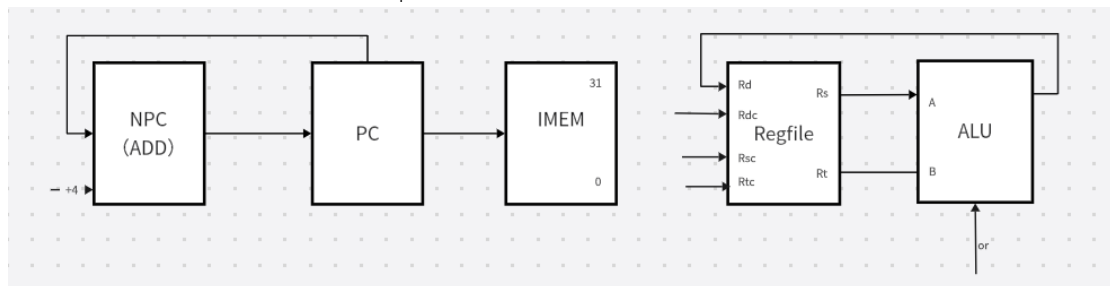 NPC
（ADD）
+4
PC
IMEM
31
0
Rd
Rdc
Regfile
Rsc
Rtc
Rs
Rt
A
ALU
B
or